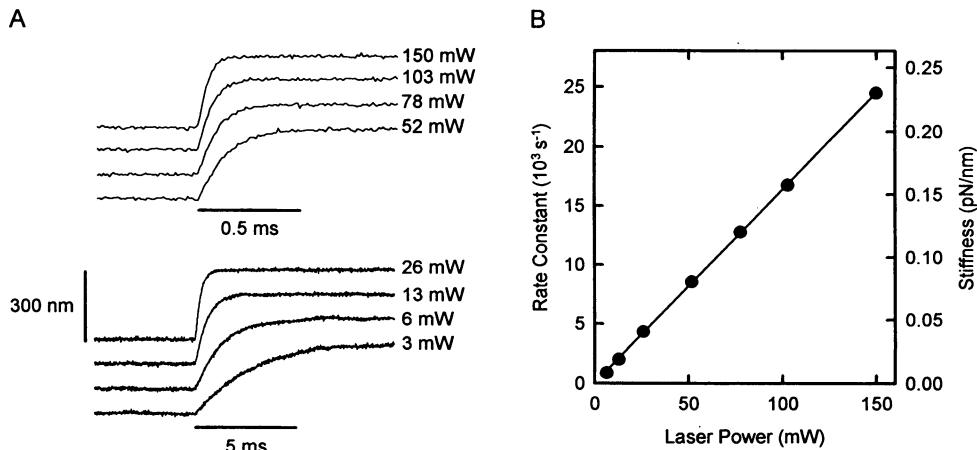 A
150 mW
103 mW
78 mW
52 mW
0.5 ms
300 nm
26 mW
13 mW
6 mW
3 mW
5 ms
B
Rate Constant (10³ s⁻¹)
25
20
15
10
5
0
0.25
0.20
0.15
0.10
0.05
0.00
Stiffness (pN/nm)
0 50 100 150
Laser Power (mW)